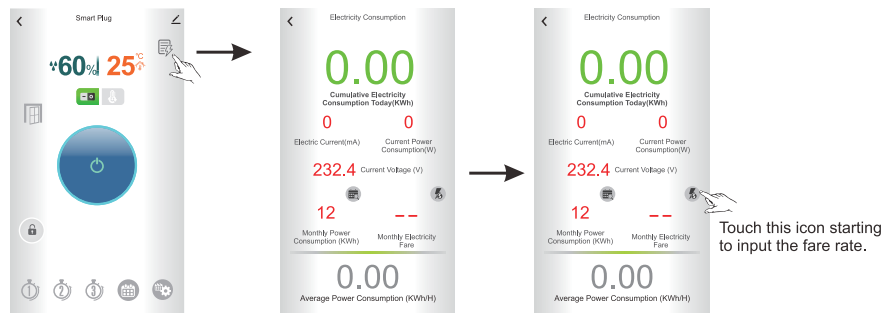 Smart Plug
60%
25℃
1
2
3
Electricity Consumption
0.00
Cumulative Electricity
Consumption Today(KWh)
0
0
Electric Current(mA)
Current Power
Consumption(W)
232.4 Current Voltage (V)
12
– –
Monthly Power
Consumption (KWh)
Monthly Electricity
Fare
0.00
Average Power Consumption (KWh/H)
Electricity Consumption
0.00
Cumulative Electricity
Consumption Today(KWh)
0
0
Electric Current(mA)
Current Power
Consumption(W)
232.4 Current Voltage (V)
12
– –
Monthly Power
Consumption (KWh)
Monthly Electricity
Fare
0.00
Average Power Consumption (KWh/H)
Touch this icon starting
to input the fare rate.